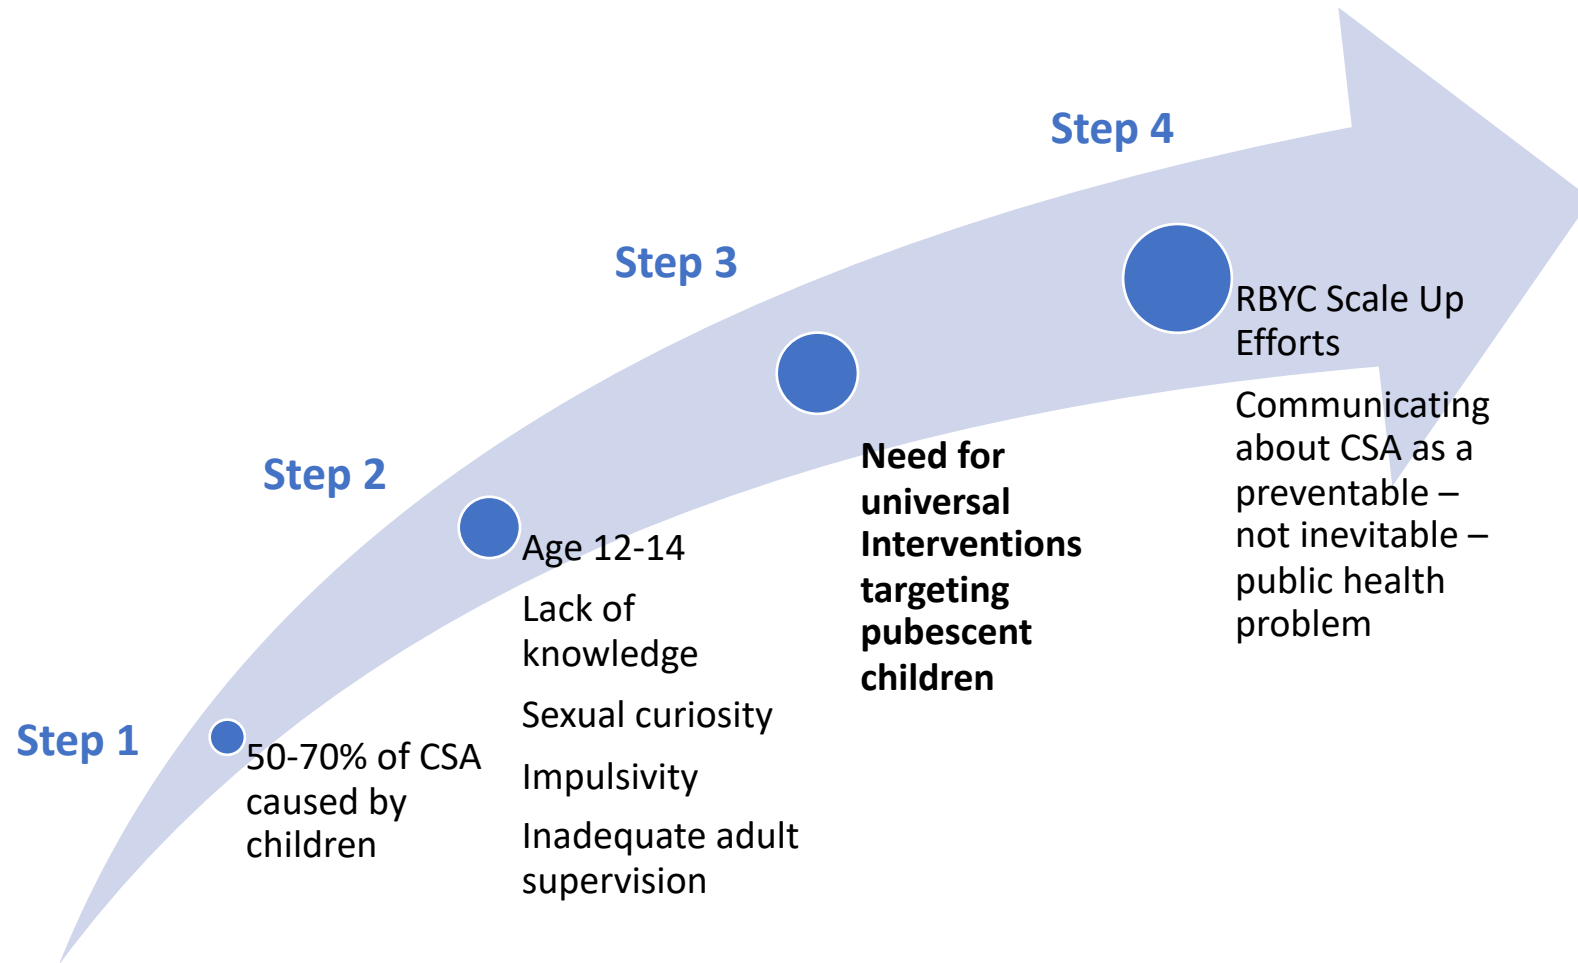 Step 1
50-70% of CSA
caused by
children
Step 2
Age 12-14
Lack of
knowledge
Sexual curiosity
Impulsivity
Inadequate adult
supervision
Step 3
Need for
universal
Interventions
targeting
pubescent
children
Step 4
RBYC Scale Up
Efforts
Communicating
about CSA as a
preventable –
not inevitable –
public health
problem